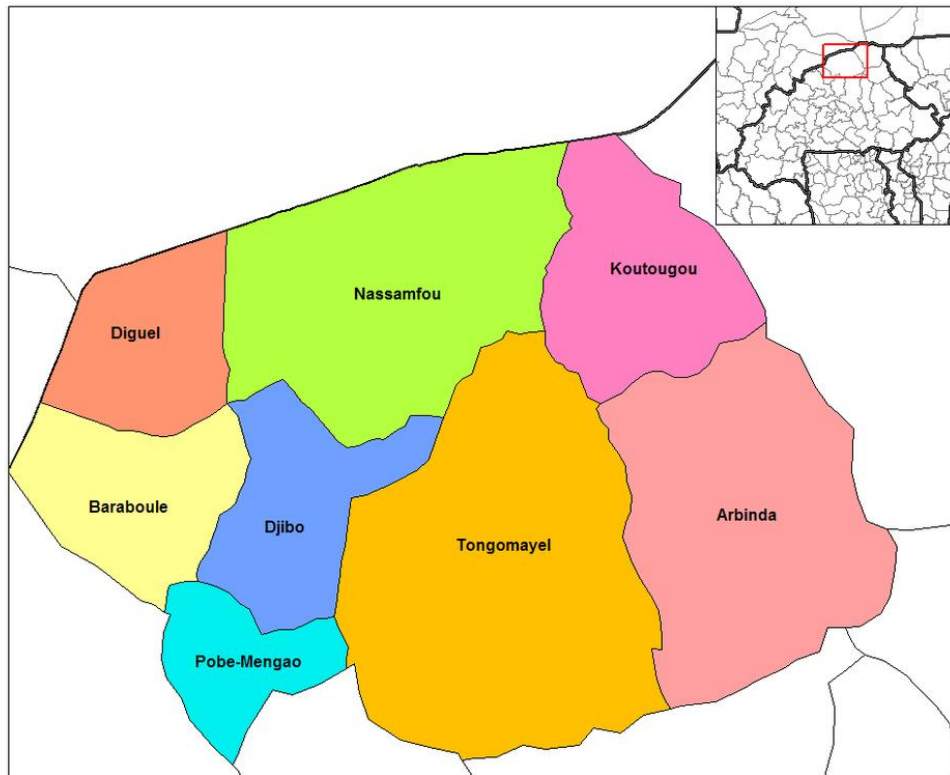 Koutougou
Nassamfou
Diguel
Baraboule
Djibo
Tongomayel
Arbinda
Pobe-Mengao